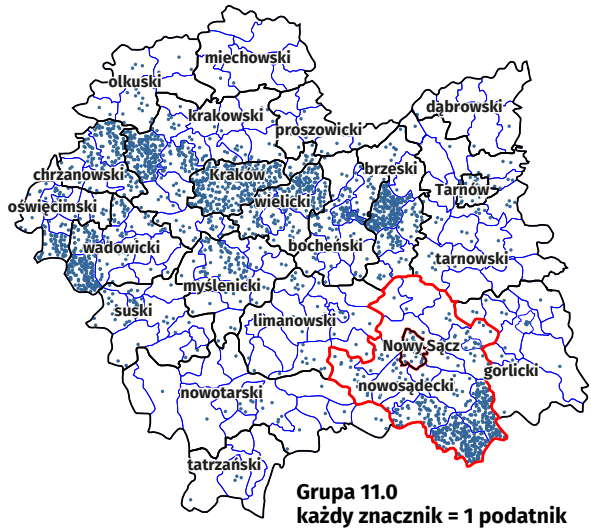 miechowski
olkuski
dąbrowski
krakowski
proszowicki
brzeski
chrzanowski
Kraków
Tarnów
wielicki
oświęcimski
wadowicki
bocheński
tarnowski
myślenicki
suski
limanowski
Nowy Sącz
gorlicki
nowosądecki
nowotarski
tatrzański
Grupa 11.0
każdy znacznik = 1 podatnik